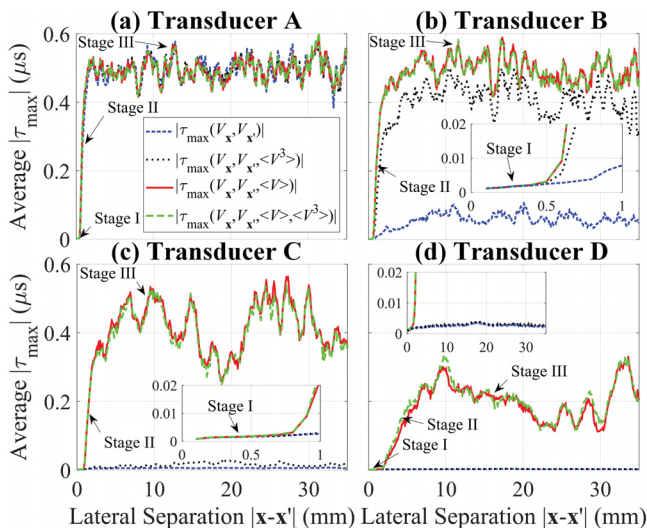 (a) Transducer A
(b) Transducer B
Average |τmax| (μs)
0.6
0.4
0.2
0
Stage III
Stage II
Stage I
|τmax(Vx,Vx')|
|τmax(Vx,Vx',<V³>)|
|τmax(Vx,Vx',<V>)|
|τmax(Vx,Vx',<V>,<V³>)|
Stage III
Stage II
0.02
0.01
0
Stage I
0
0.5
1
(c) Transducer C
(d) Transducer D
Average |τmax| (μs)
0.6
0.4
0.2
0
Stage III
Stage II
0.02
0.01
0
Stage I
0
0.5
1
0 10 20 30
Lateral Separation |x-x'| (mm)
0.02
0.01
0
0 10 20 30
Stage III
Stage II
Stage I
0 10 20 30
Lateral Separation |x-x'| (mm)